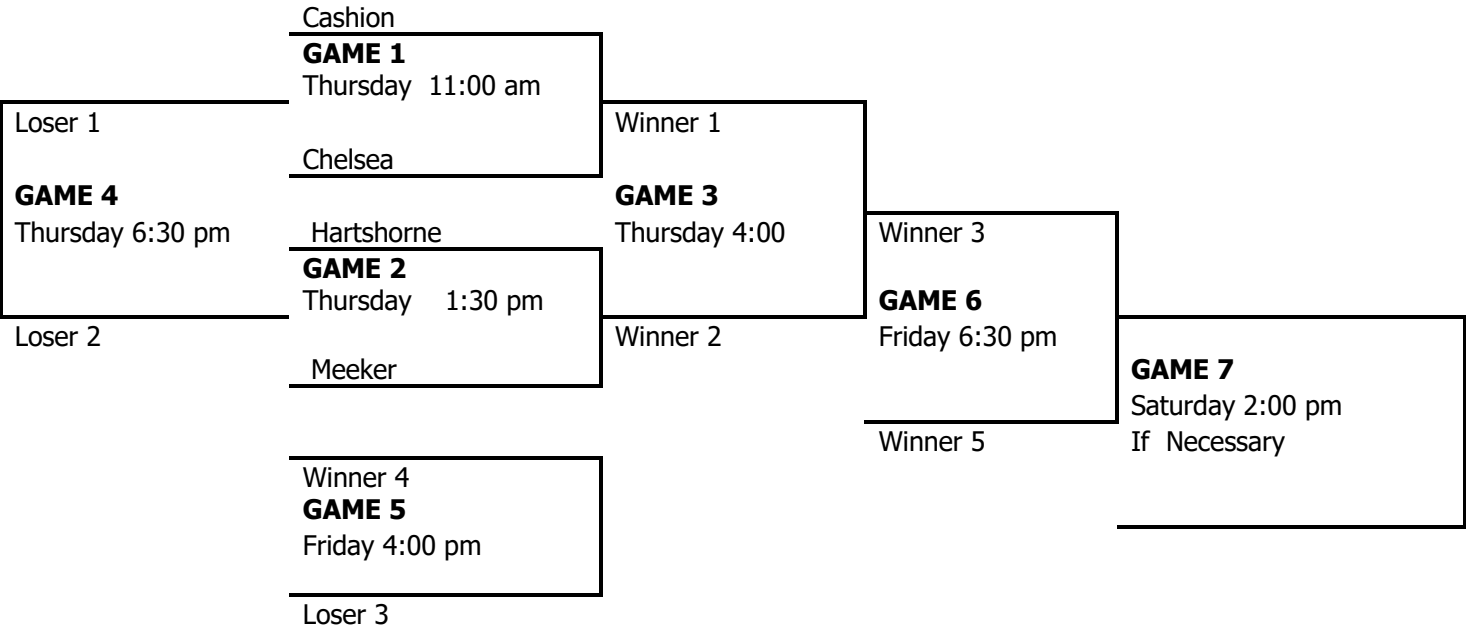 Cashion
GAME 1
Thursday 11:00 am
Loser 1
Winner 1
Chelsea
GAME 4
GAME 3
Thursday 6:30 pm
Hartshorne
Thursday 4:00
Winner 3
GAME 2
Thursday 1:30 pm
GAME 6
Loser 2
Winner 2
Friday 6:30 pm
Meeker
GAME 7
Saturday 2:00 pm
Winner 5
If Necessary
Winner 4
GAME 5
Friday 4:00 pm
Loser 3